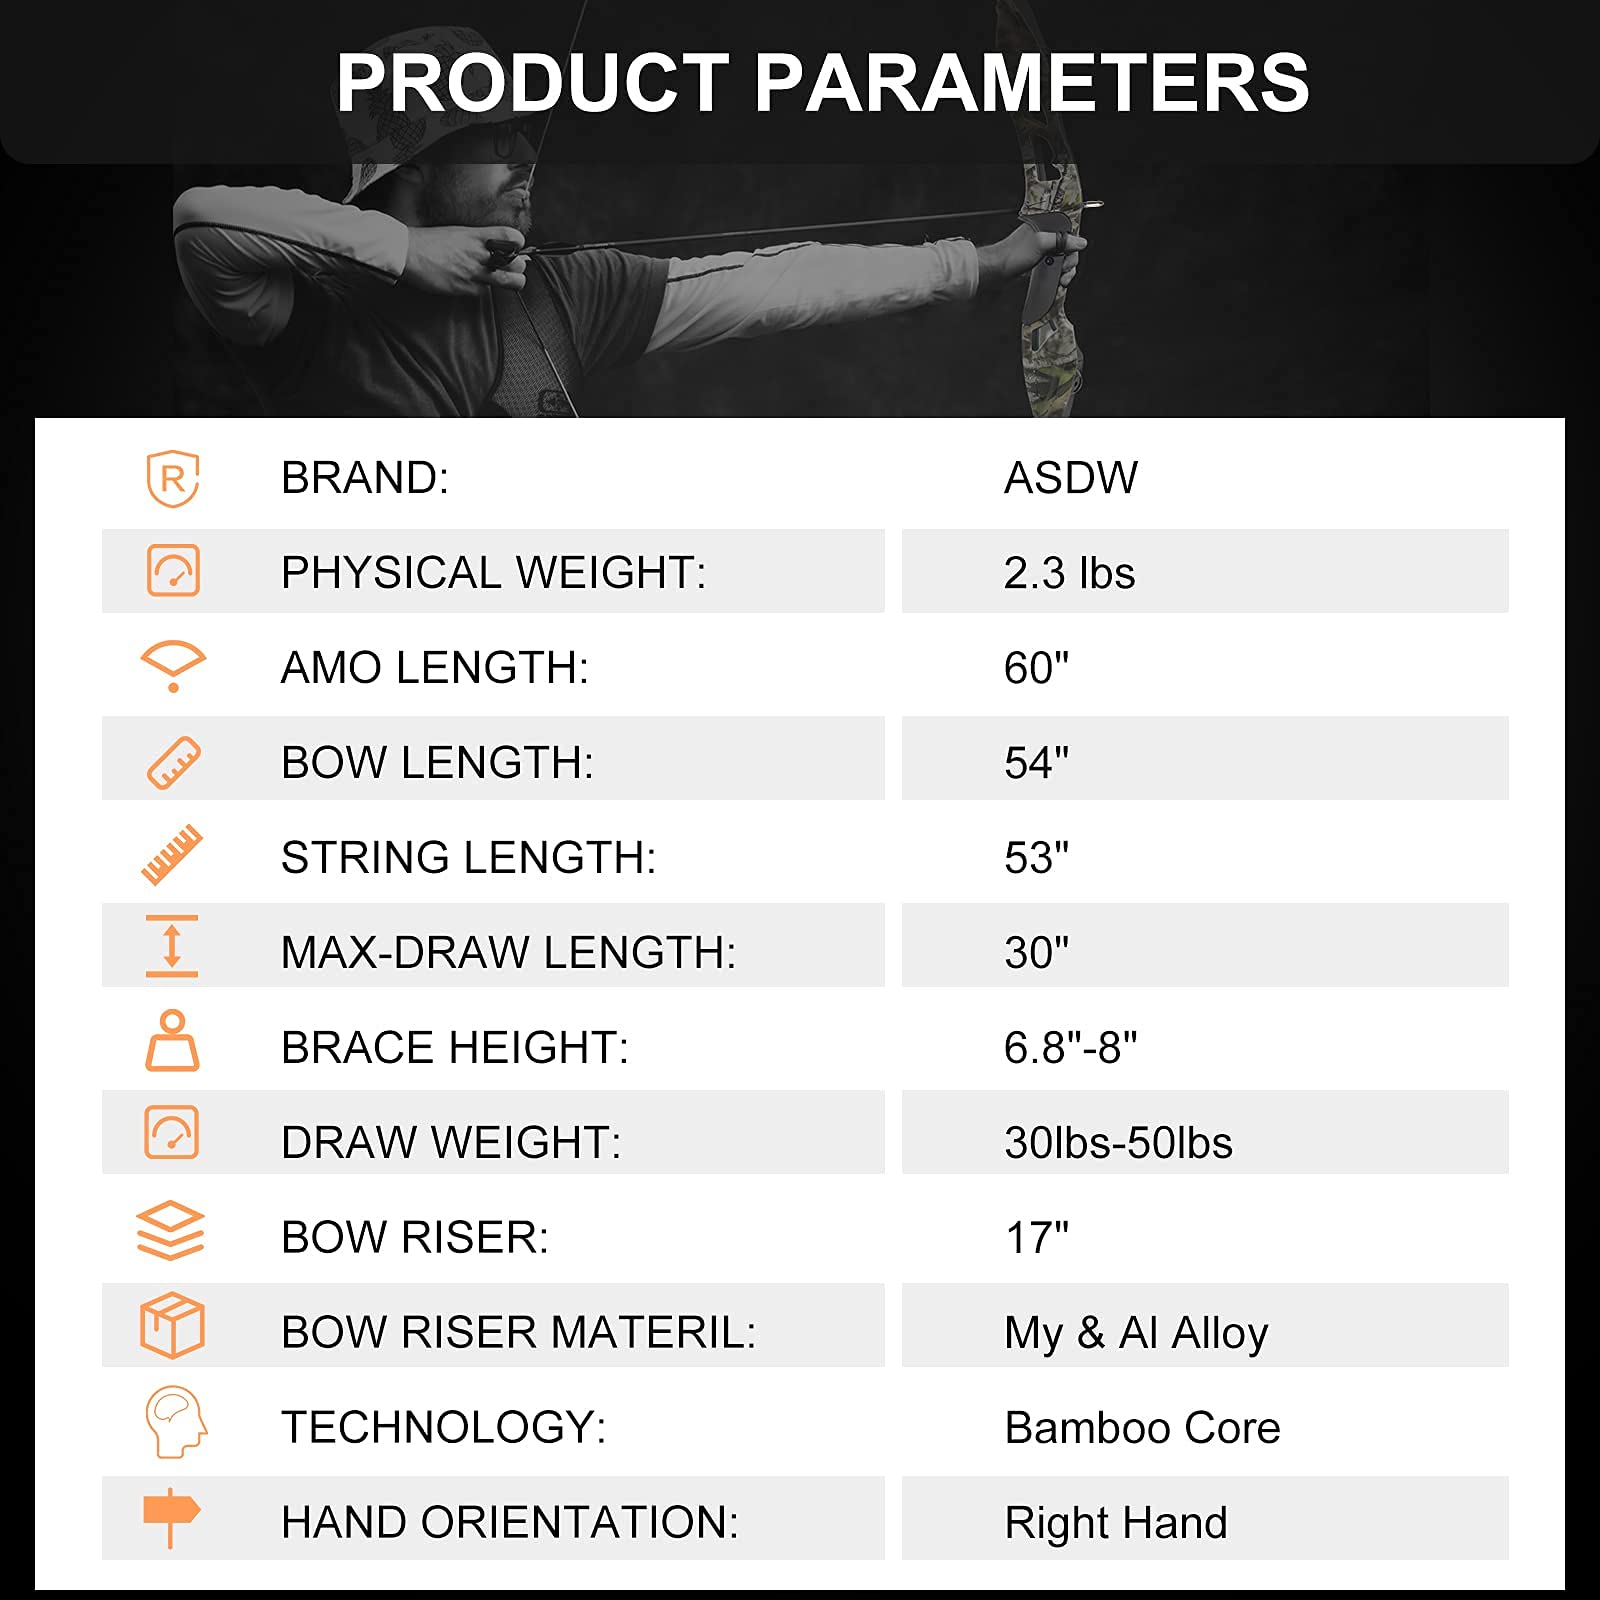 PRODUCT PARAMETERS
R BRAND: ASDW
PHYSICAL WEIGHT: 2.3 lbs
AMO LENGTH: 60"
BOW LENGTH: 54"
STRING LENGTH: 53"
MAX-DRAW LENGTH: 30"
BRACE HEIGHT: 6.8"-8"
DRAW WEIGHT: 30lbs-50lbs
BOW RISER: 17"
BOW RISER MATERIL: My & Al Alloy
TECHNOLOGY: Bamboo Core
HAND ORIENTATION: Right Hand